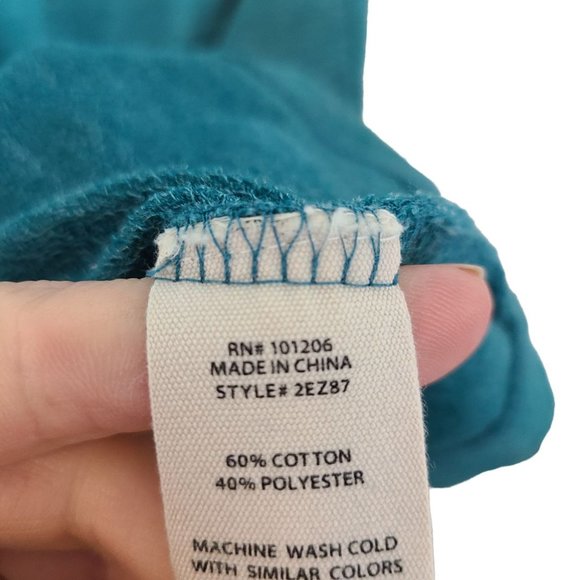 RN# 101206
MADE IN CHINA
STYLE# 2EZ87
60% COTTON
40% POLYESTER
MACHINE WASH COLD
WITH SIMILAR COLORS